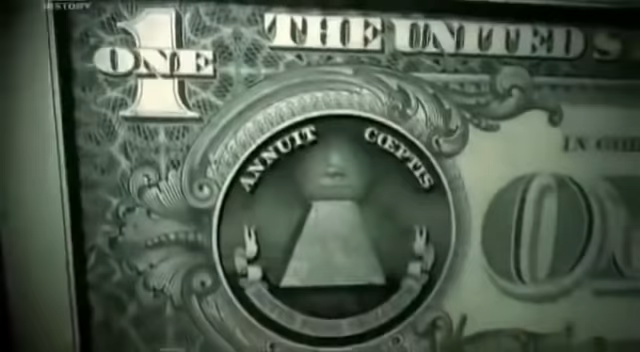 HISTORY
1
ONE
THE UNITED S
ANNUIT CŒPTIS
IN
O